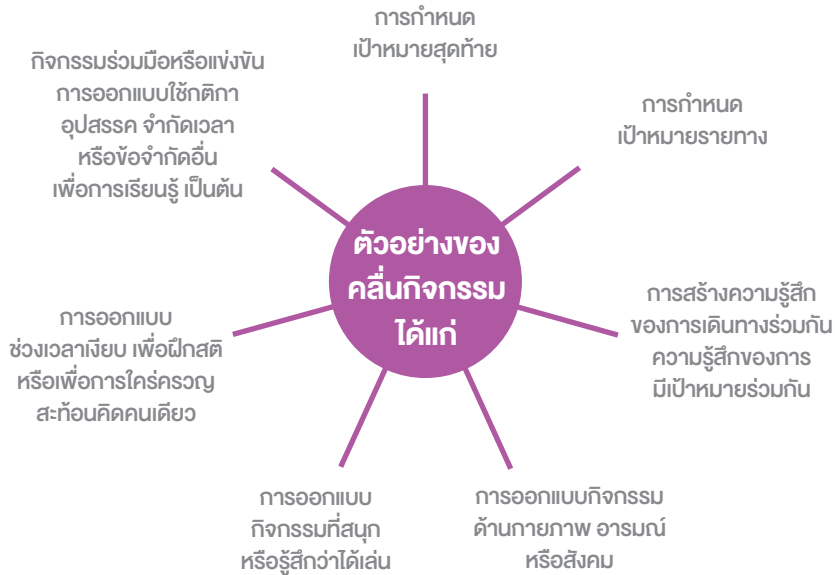 ตัวอย่างของ
คลื่นกิจกรรม
ได้แก่
การกำหนด
เป้าหมายสุดท้าย
การกำหนด
เป้าหมายรายทาง
การสร้างความรู้สึก
ของการเดินทางร่วมกัน
ความรู้สึกของการ
มีเป้าหมายร่วมกัน
การออกแบบกิจกรรม
ด้านกายภาพ อารมณ์
หรือสังคม
การออกแบบ
กิจกรรมที่สนุก
หรือรู้สึกว่าได้เล่น
การออกแบบ
ช่วงเวลาเงียบ เพื่อฝึกสติ
หรือเพื่อการใคร่ครวญ
สะท้อนคิดคนเดียว
กิจกรรมร่วมมือหรือแข่งขัน
การออกแบบใช้กติกา
อุปสรรค จำกัดเวลา
หรือข้อจำกัดอื่น
เพื่อการเรียนรู้ เป็นต้น